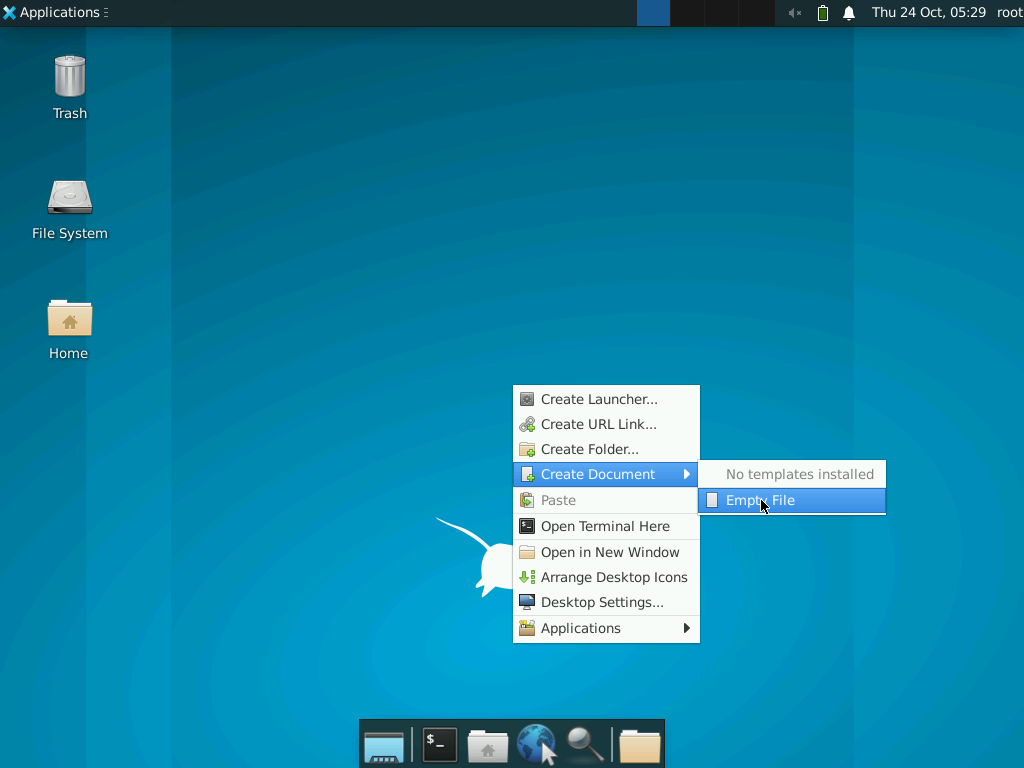 Applications
Thu 24 Oct, 05:29 root
Trash
File System
Home
Create Launcher...
Create URL Link...
Create Folder...
Create Document
No templates installed
Paste
Empty File
Open Terminal Here
Open in New Window
Arrange Desktop Icons
Desktop Settings...
Applications
$_